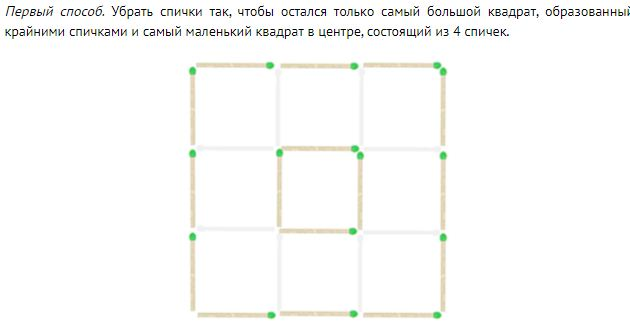 Первый способ. Убрать спички так, чтобы остался только самый большой квадрат, образованный
крайними спичками и самый маленький квадрат в центре, состоящий из 4 спичек.